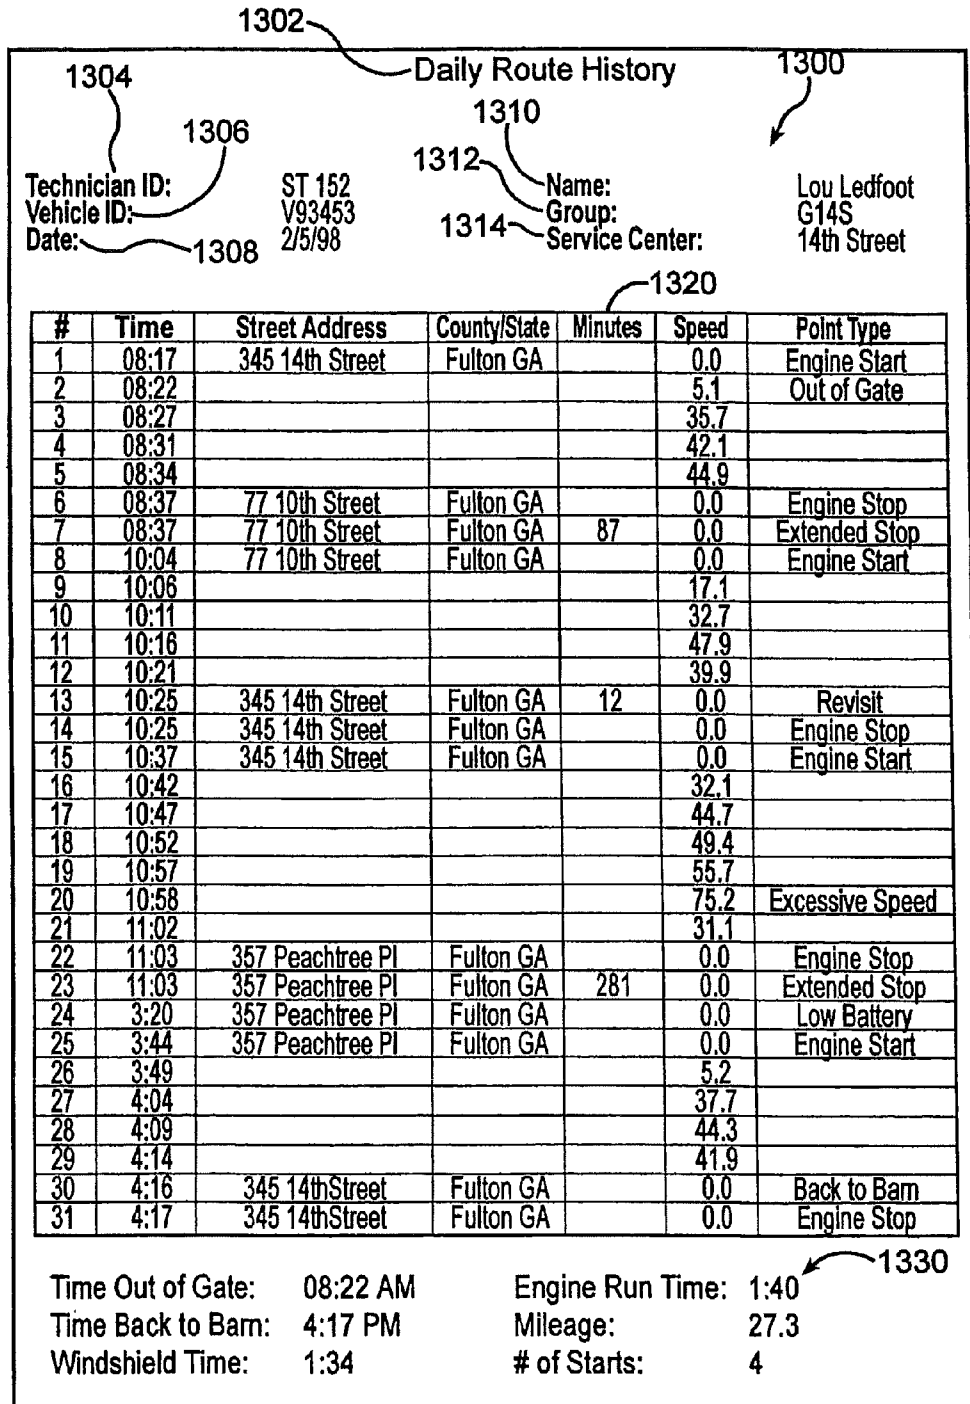 1302
Daily Route History
1300
1304
1310
1306
1312
Technician ID: ST 152 Name: Lou Ledfoot
Vehicle ID: V93453 Group: G14S
1314
Date: 1308 2/5/98 Service Center: 14th Street
1320
# Time Street Address County/State Minutes Speed Point Type
1 08:17 345 14th Street Fulton GA 0.0 Engine Start
2 08:22 5.1 Out of Gate
3 08:27 35.7
4 08:31 42.1
5 08:34 44.9
6 08:37 77 10th Street Fulton GA 0.0 Engine Stop
7 08:37 77 10th Street Fulton GA 87 0.0 Extended Stop
8 10:04 77 10th Street Fulton GA 0.0 Engine Start
9 10:06 17.1
10 10:11 32.7
11 10:16 47.9
12 10:21 39.9
13 10:25 345 14th Street Fulton GA 12 0.0 Revisit
14 10:25 345 14th Street Fulton GA 0.0 Engine Stop
15 10:37 345 14th Street Fulton GA 0.0 Engine Start
16 10:42 32.1
17 10:47 44.7
18 10:52 49.4
19 10:57 55.7
20 10:58 75.2 Excessive Speed
21 11:02 31.1
22 11:03 357 Peachtree Pl Fulton GA 0.0 Engine Stop
23 11:03 357 Peachtree Pl Fulton GA 281 0.0 Extended Stop
24 3:20 357 Peachtree Pl Fulton GA 0.0 Low Battery
25 3:44 357 Peachtree Pl Fulton GA 0.0 Engine Start
26 3:49 5.2
27 4:04 37.7
28 4:09 44.3
29 4:14 41.9
30 4:16 345 14thStreet Fulton GA 0.0 Back to Barn
31 4:17 345 14thStreet Fulton GA 0.0 Engine Stop
1330
Time Out of Gate: 08:22 AM Engine Run Time: 1:40
Time Back to Barn: 4:17 PM Mileage: 27.3
Windshield Time: 1:34 # of Starts: 4